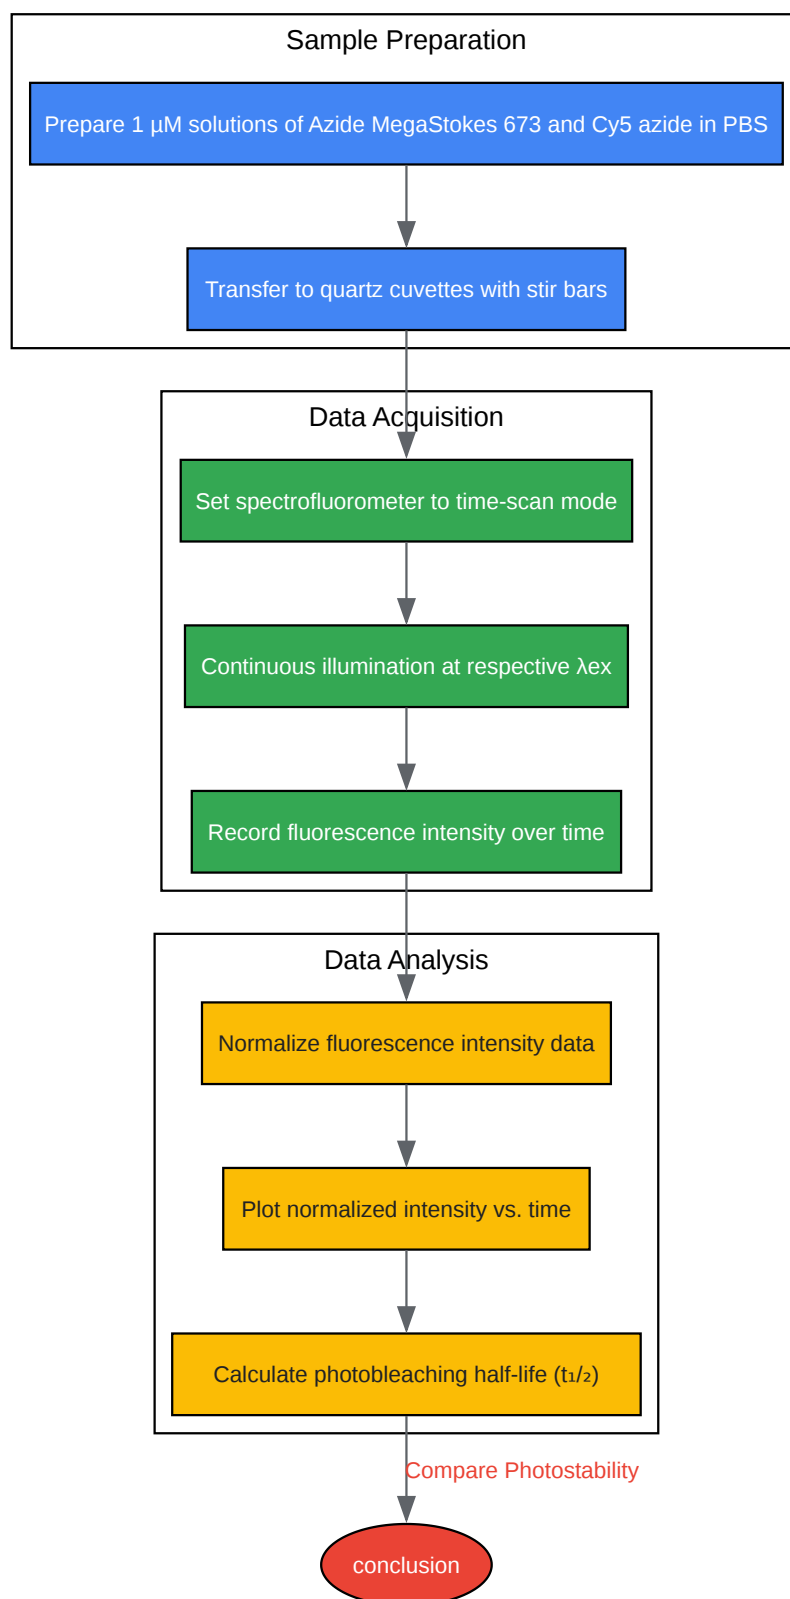 Sample Preparation
Prepare 1 µM solutions of Azide MegaStokes 673 and Cy5 azide in PBS
Transfer to quartz cuvettes with stir bars
Data Acquisition
Set spectrofluorometer to time-scan mode
Continuous illumination at respective λex
Record fluorescence intensity over time
Data Analysis
Normalize fluorescence intensity data
Plot normalized intensity vs. time
Calculate photobleaching half-life (t₁/₂)
Compare Photostability
conclusion